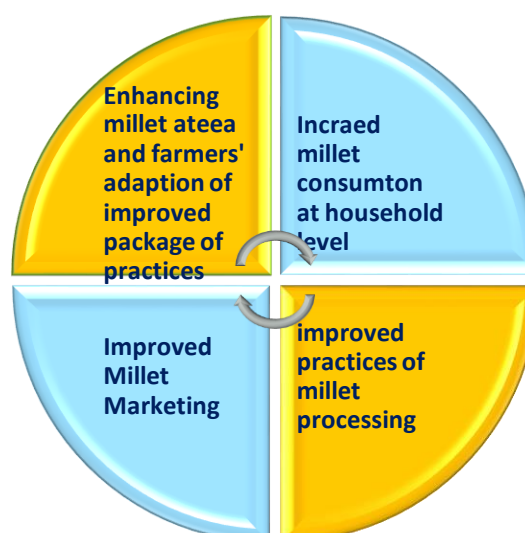 Enhancing
millet ateea
and farmers'
adaption of
improved
package of
practices
Incraed
millet
consumton
at household
level
Improved
Millet
Marketing
improved
practices of
millet
processing